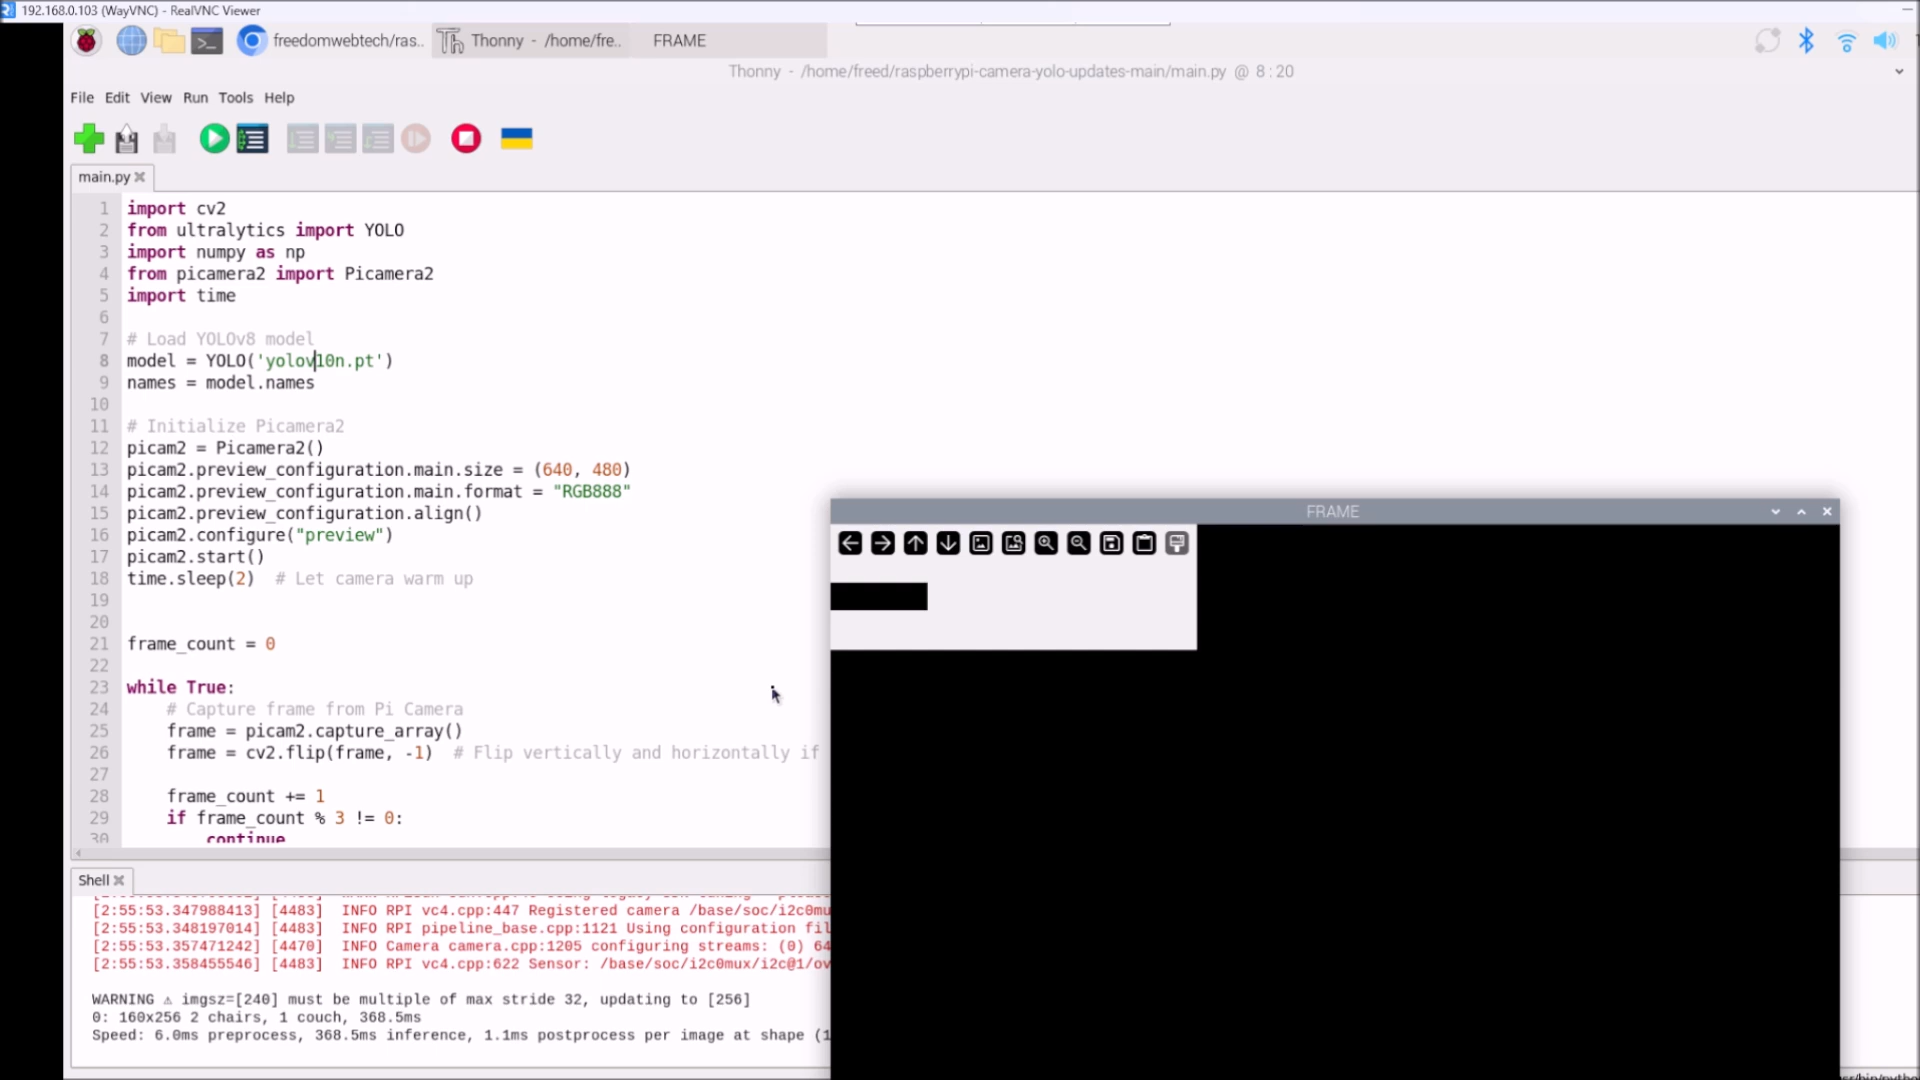 192.168.0.103 (WayVNC) - RealVNC Viewer
freedomwebtech/ras..
Thonny - /home/fre..
FRAME
Thonny - /home/freed/raspberrypi-camera-yolo-updates-main/main.py @ 8:20
File Edit View Run Tools Help
main.py
1 import cv2
2 from ultralytics import YOLO
3 import numpy as np
4 from picamera2 import Picamera2
5 import time
6
7 # Load YOLOv8 model
8 model = YOLO('yolov10n.pt')
9 names = model.names
10
11 # Initialize Picamera2
12 picam2 = Picamera2()
13 picam2.preview_configuration.main.size = (640, 480)
14 picam2.preview_configuration.main.format = "RGB888"
15 picam2.preview_configuration.align()
16 picam2.configure("preview")
17 picam2.start()
18 time.sleep(2)  # Let camera warm up
19
20
21 frame_count = 0
22
23 while True:
24     # Capture frame from Pi Camera
25     frame = picam2.capture_array()
26     frame = cv2.flip(frame, -1)  # Flip vertically and horizontally if
27
28     frame_count += 1
29     if frame_count % 3 != 0:
30         continue
FRAME
Shell
[2:55:53.347988413] [4483]  INFO RPI vc4.cpp:447 Registered camera /base/soc/i2c0mu
[2:55:53.348197014] [4483]  INFO RPI pipeline_base.cpp:1121 Using configuration fil
[2:55:53.357471242] [4470]  INFO Camera camera.cpp:1205 configuring streams: (0) 64
[2:55:53.358455546] [4483]  INFO RPI vc4.cpp:622 Sensor: /base/soc/i2c0mux/i2c@1/ov
WARNING ⚠ imgsz=[240] must be multiple of max stride 32, updating to [256]
0: 160x256 2 chairs, 1 couch, 368.5ms
Speed: 6.0ms preprocess, 368.5ms inference, 1.1ms postprocess per image at shape (1